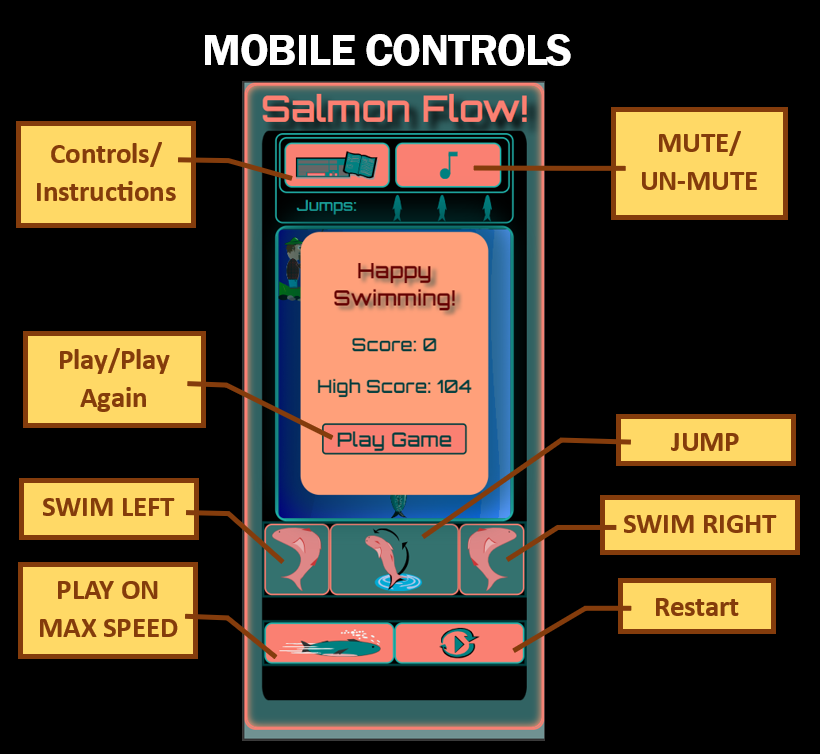 MOBILE CONTROLS
Salmon Flow!
Controls/
Instructions
MUTE/
UN-MUTE
Jumps:
Happy
Swimming!
Score: 0
High Score: 104
Play Game
Play/Play
Again
JUMP
SWIM LEFT
SWIM RIGHT
PLAY ON
MAX SPEED
Restart